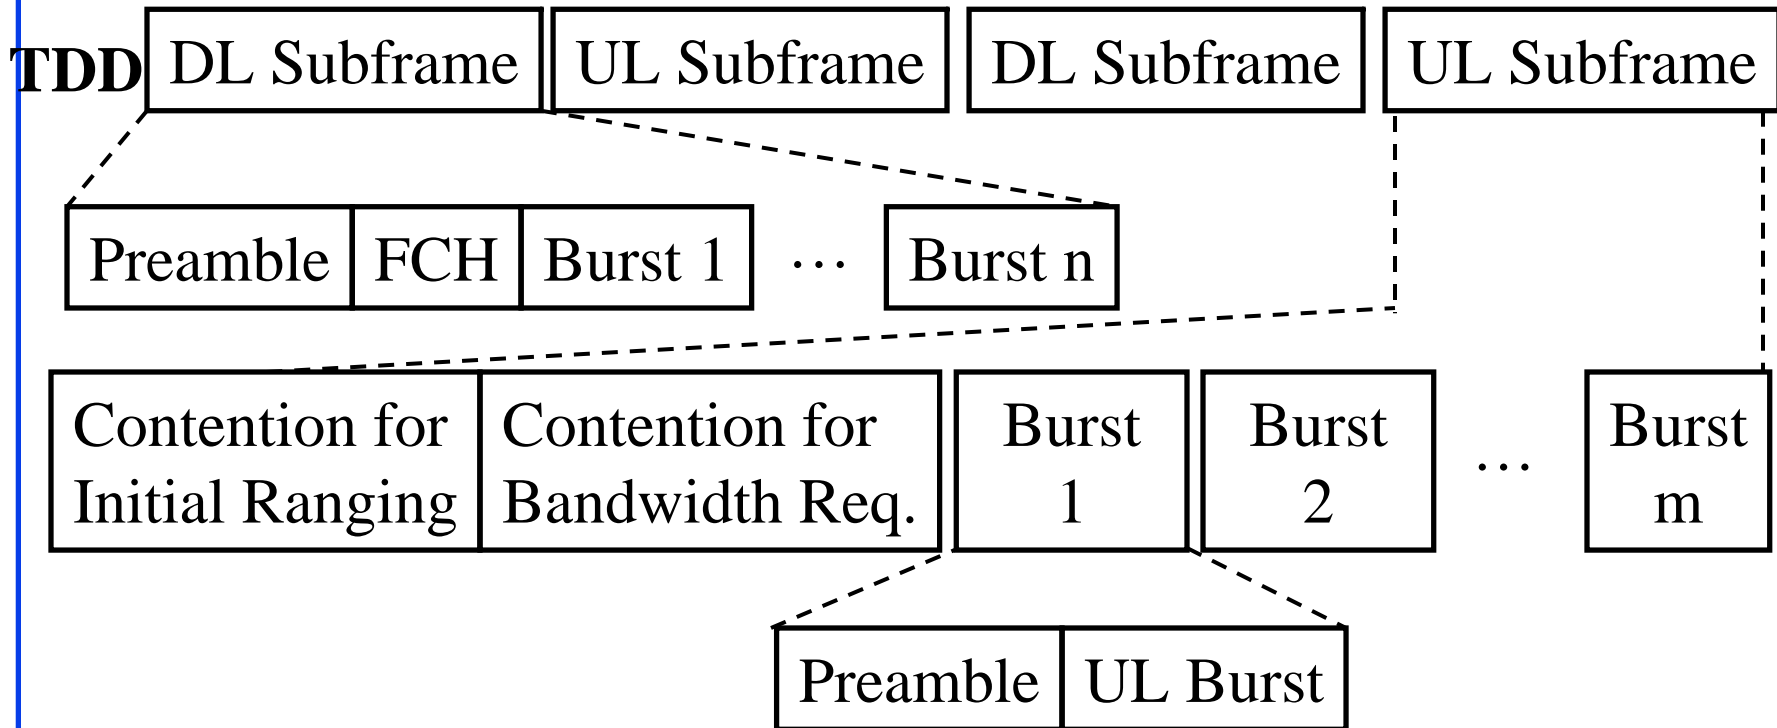 TDD DL Subframe UL Subframe DL Subframe UL Subframe
Preamble FCH Burst 1 ... Burst n
Contention for Contention for Burst Burst ... Burst
Initial Ranging Bandwidth Req. 1 2 m
Preamble UL Burst